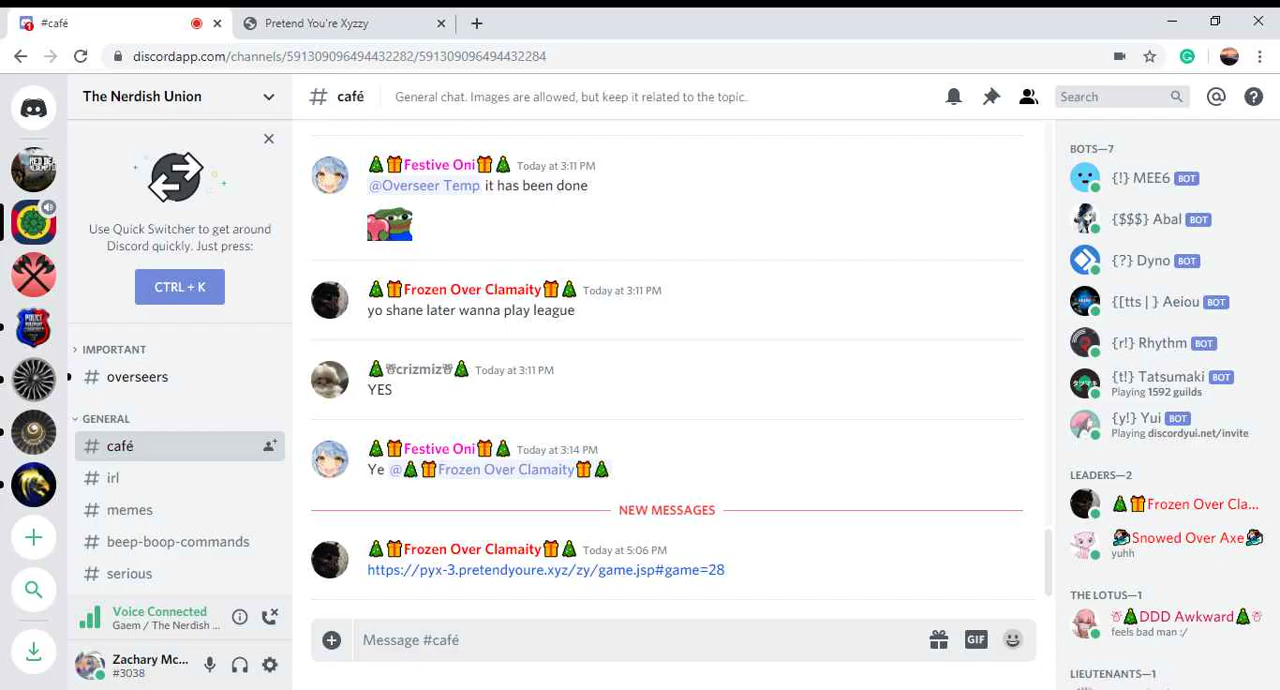 #café
Pretend You're Xyzzy
discordapp.com/channels/591309096494432282/591309096494432284
The Nerdish Union
# café
General chat. Images are allowed, but keep it related to the topic.
Search
Use Quick Switcher to get around
Discord quickly. Just press:
CTRL + K
IMPORTANT
# overseers
GENERAL
# café
# irl
# memes
# beep-boop-commands
# serious
Voice Connected
Gaem / The Nerdish ...
Zachary Mc...
#3038
Festive Oni Today at 3:11 PM
@Overseer Temp it has been done
Frozen Over Clamaity Today at 3:11 PM
yo shane later wanna play league
crizmiz Today at 3:11 PM
YES
Festive Oni Today at 3:14 PM
Ye @🎄🎁Frozen Over Clamaity🎁🎄
NEW MESSAGES
Frozen Over Clamaity Today at 5:06 PM
https://pyx-3.pretendyoure.xyz/zy/game.jsp#game=28
Message #café
GIF
BOTS—7
{!} MEE6 BOT
{$$$} Abal BOT
{?} Dyno BOT
{[tts | } Aeiou BOT
{r!} Rhythm BOT
{t!} Tatsumaki BOT
Playing 1592 guilds
{y!} Yui BOT
Playing discordyui.net/invite
LEADERS—2
Frozen Over Cla...
Snowed Over Axe
yuhh
THE LOTUS—1
DDD Awkward
feels bad man :/
LIEUTENANTS—1